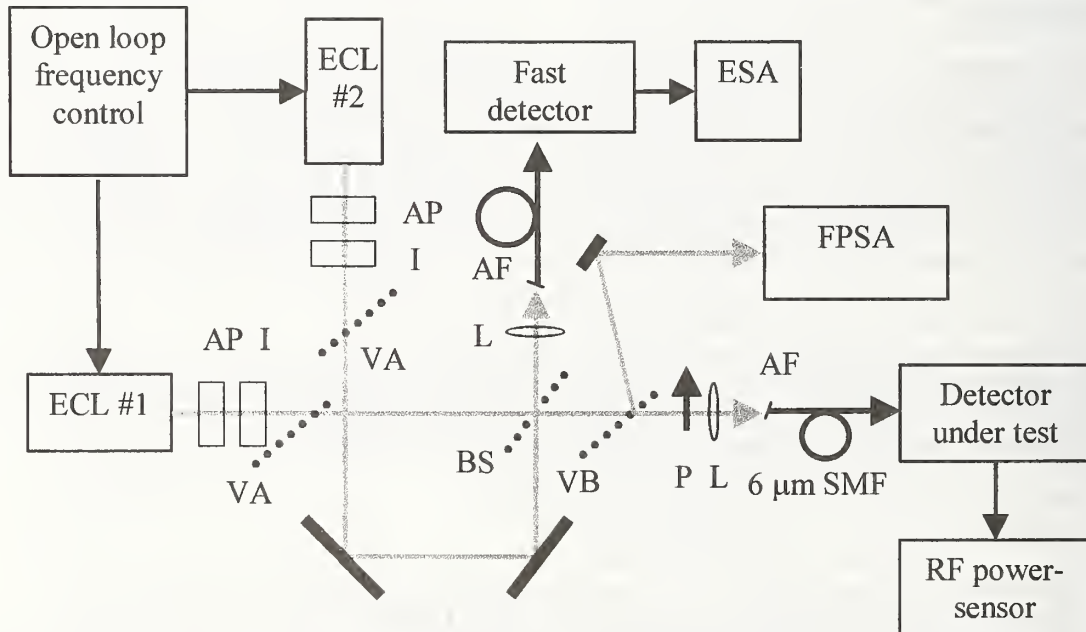 Open loop
frequency
control
ECL
#2
Fast
detector
ESA
AP
I
AF
FPSA
L
VA
AP I
ECL #1
AF
Detector
under test
VA
BS
VB
P L
6 μm SMF
RF power-
sensor